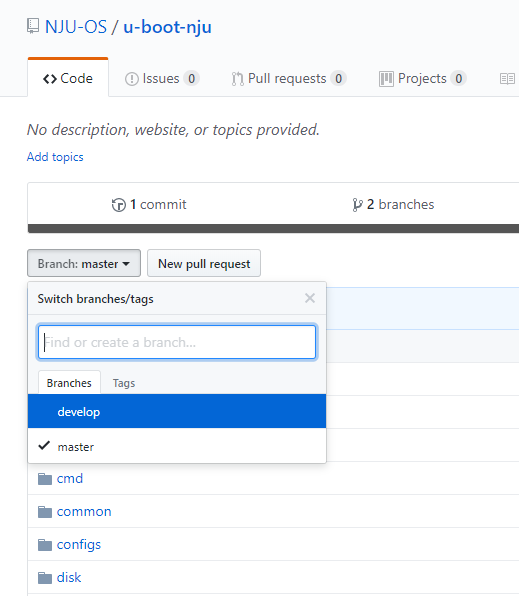 NJU-OS / u-boot-nju
Code Issues 0 Pull requests 0 Projects 0
No description, website, or topics provided.
Add topics
1 commit 2 branches
Branch: master New pull request
Switch branches/tags
Find or create a branch...
Branches Tags
develop
master
cmd
common
configs
disk